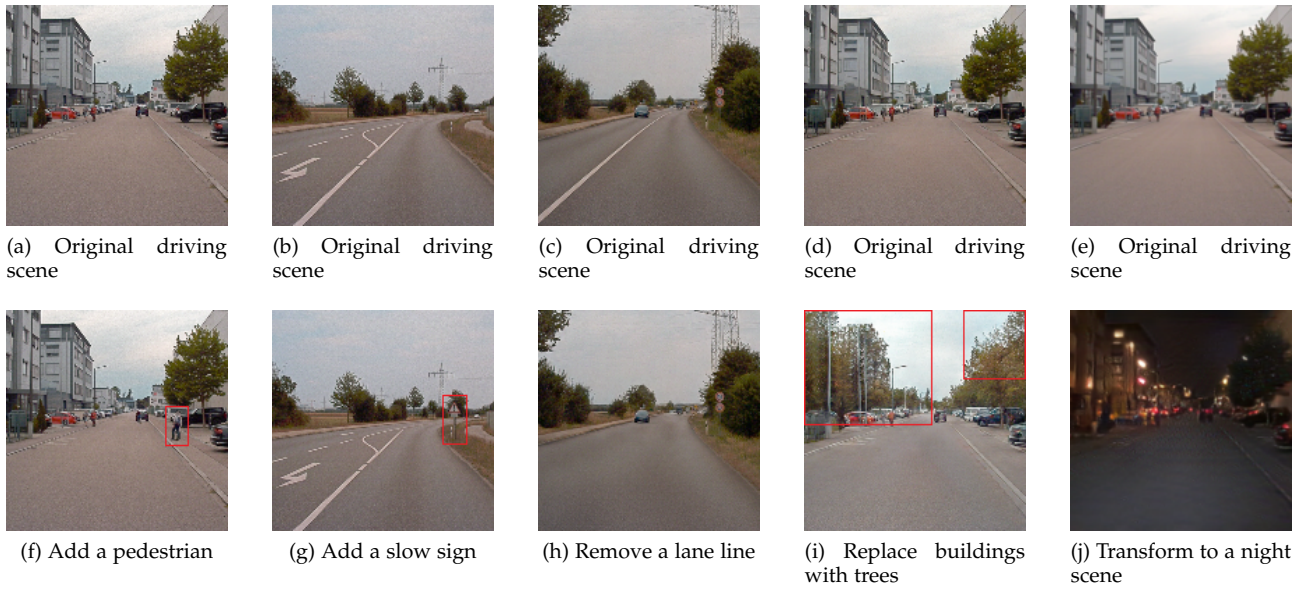 (a) Original driving
scene
(b) Original driving
scene
(c) Original driving
scene
(d) Original driving
scene
(e) Original driving
scene
(f) Add a pedestrian
(g) Add a slow sign
(h) Remove a lane line
(i) Replace buildings
with trees
(j) Transform to a night
scene